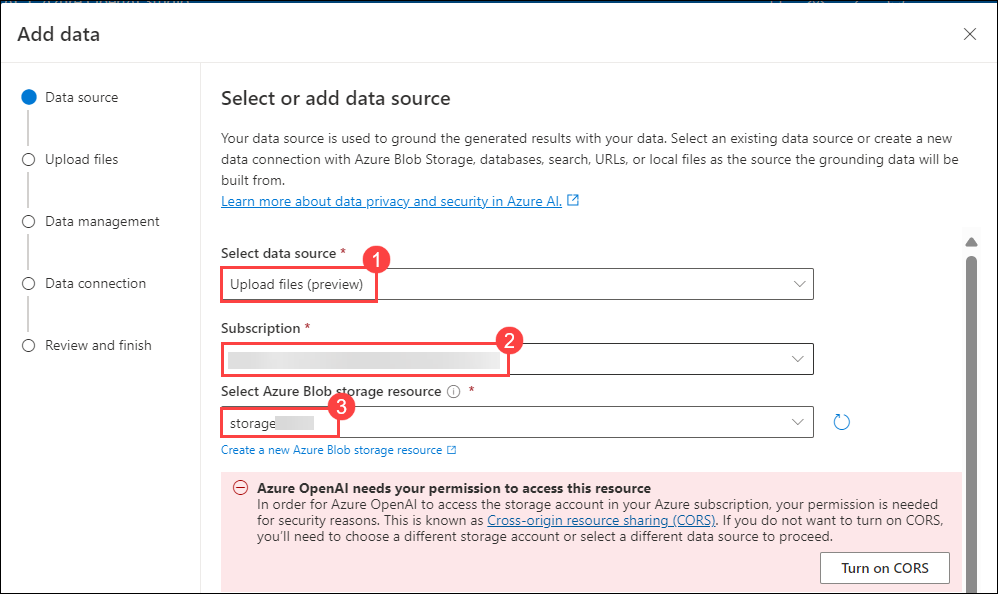 Add data
Data source
Upload files
Data management
Data connection
Review and finish
Select or add data source
Your data source is used to ground the generated results with your data. Select an existing data source or create a new
data connection with Azure Blob Storage, databases, search, URLs, or local files as the source the grounding data will be
built from.
Learn more about data privacy and security in Azure AI.
Select data source *
1
Upload files (preview)
Subscription *
2
Select Azure Blob storage resource *
3
storage
Create a new Azure Blob storage resource
Azure OpenAI needs your permission to access this resource
In order for Azure OpenAI to access the storage account in your Azure subscription, your permission is needed
for security reasons. This is known as Cross-origin resource sharing (CORS). If you do not want to turn on CORS,
you'll need to choose a different storage account or select a different data source to proceed.
Turn on CORS